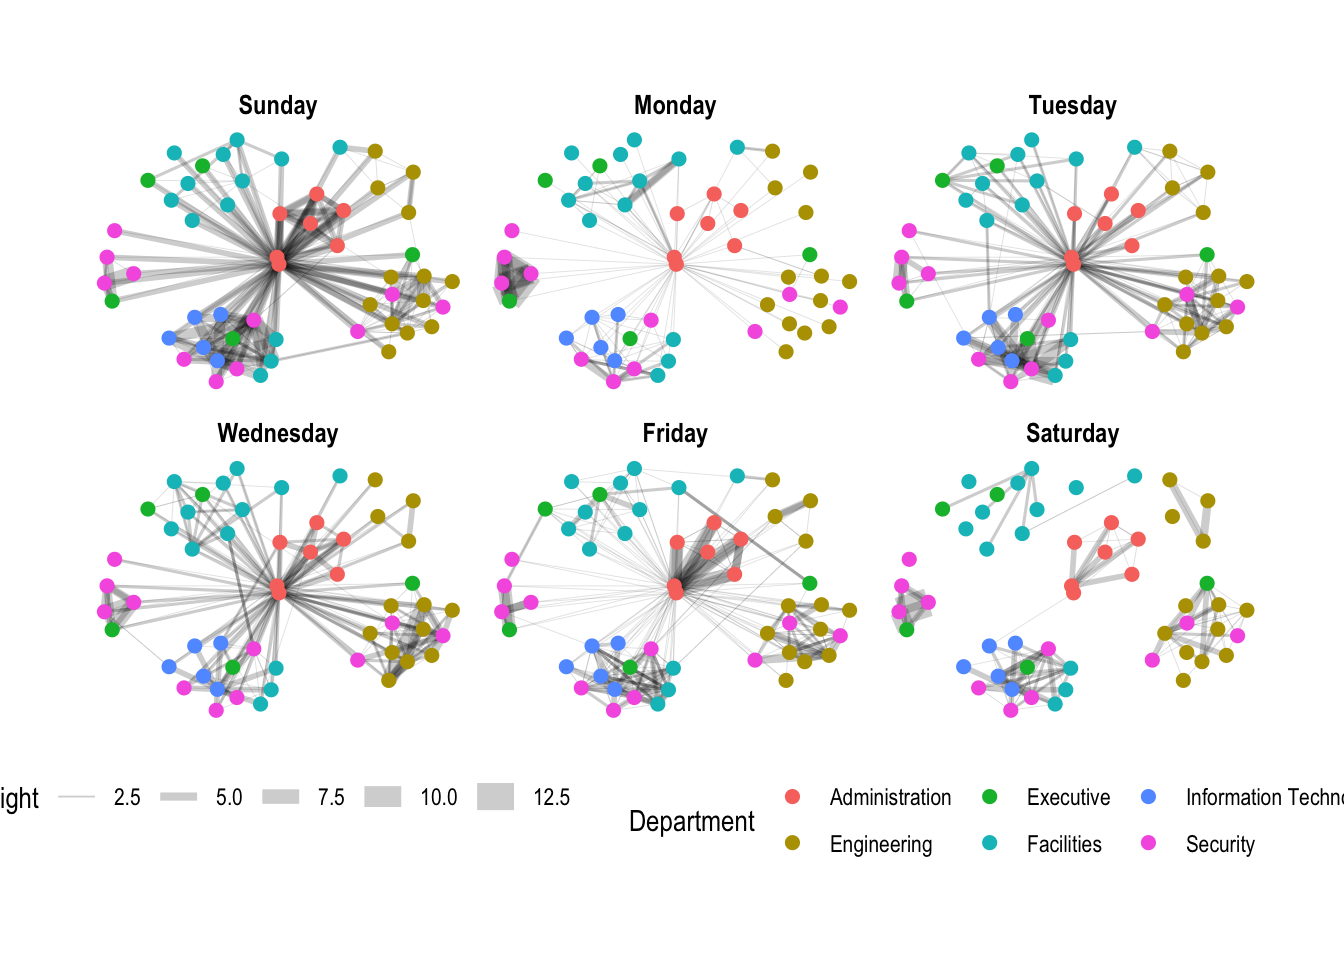 Sunday
Monday
Tuesday
Wednesday
Friday
Saturday
ight 2.5 5.0 7.5 10.0 12.5
Department
Administration Executive Information Techno
Engineering Facilities Security